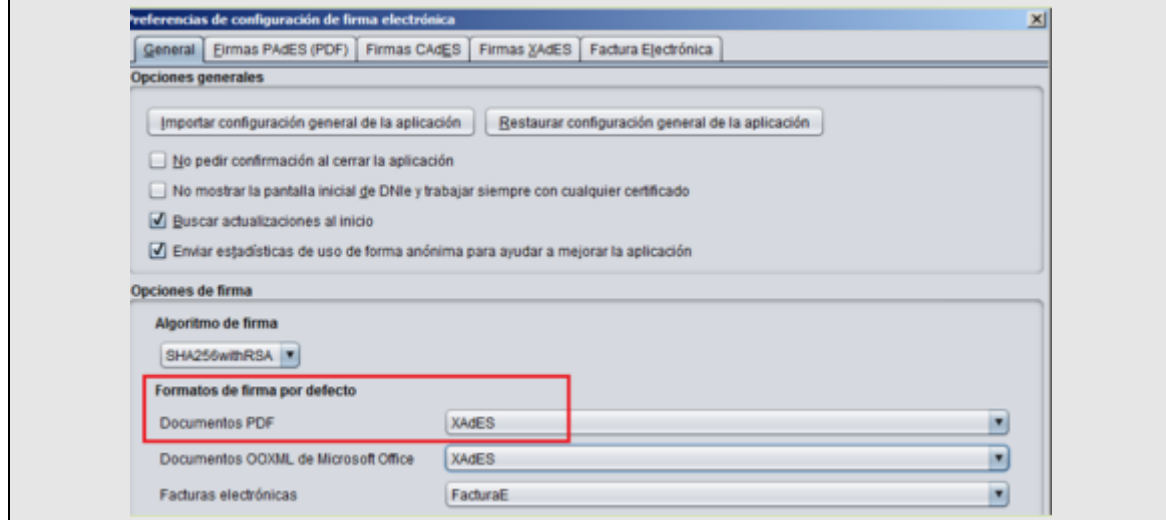 Preferencias de configuración de firma electrónica
General Firmas PAdES (PDF) Firmas CAdES Firmas XAdES Factura Electrónica
Opciones generales
Importar configuración general de la aplicación Restaurar configuración general de la aplicación
No pedir confirmación al cerrar la aplicación
No mostrar la pantalla inicial de DNIe y trabajar siempre con cualquier certificado
Buscar actualizaciones al inicio
Enviar estadísticas de uso de forma anónima para ayudar a mejorar la aplicación
Opciones de firma
Algoritmo de firma
SHA256withRSA
Formatos de firma por defecto
Documentos PDF XAdES
Documentos OOXML de Microsoft Office XAdES
Facturas electrónicas FacturaE